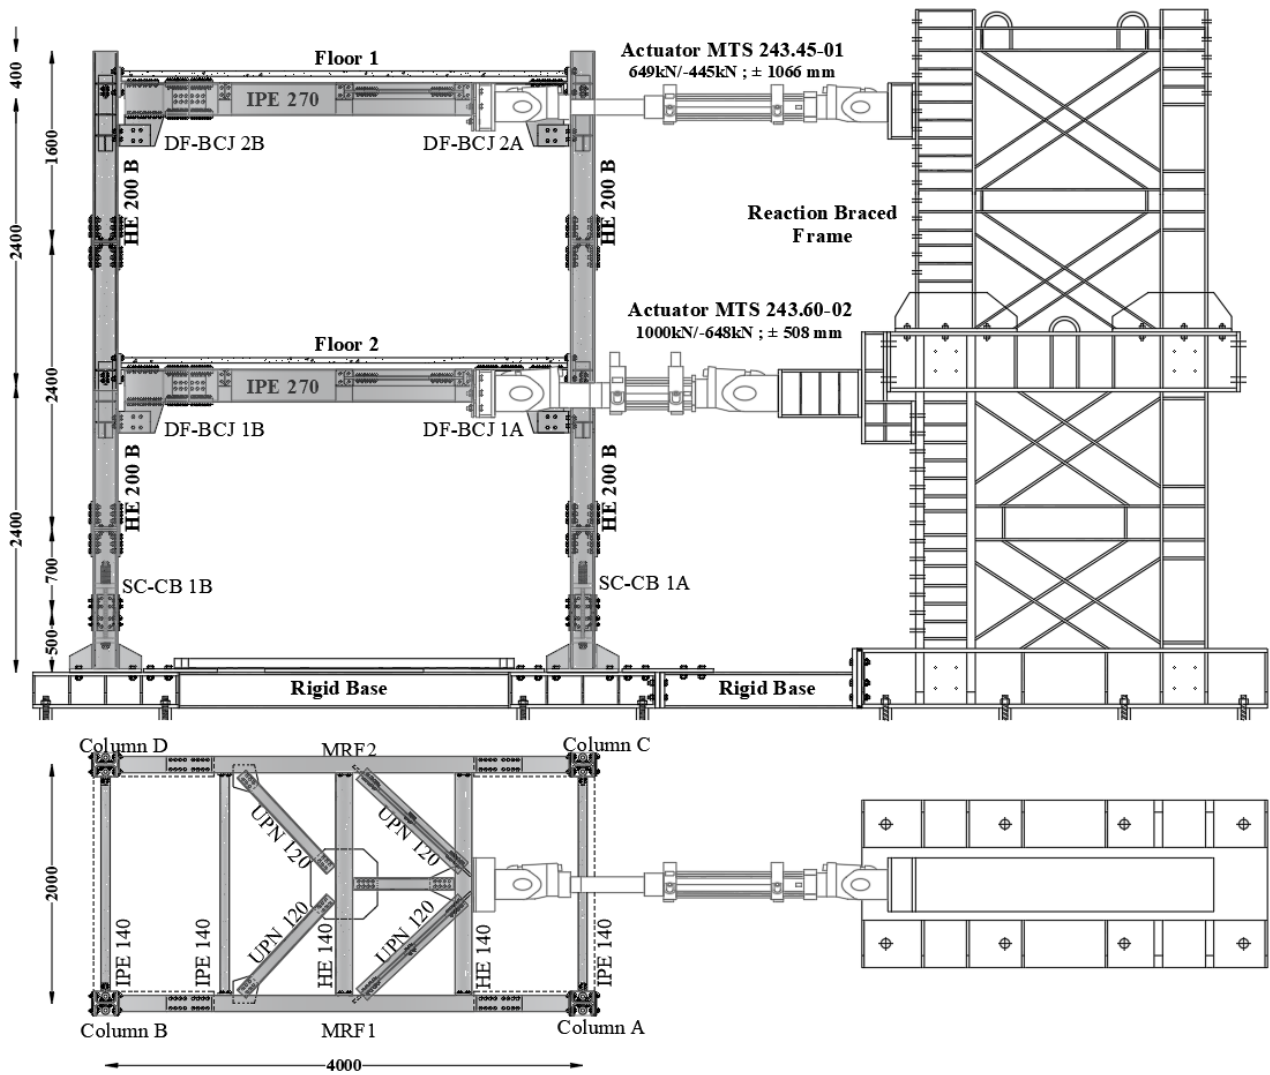 Floor 1
Actuator MTS 243.45-01
649kN/-445kN ; ± 1066 mm
IPE 270
DF-BCJ 2B
DF-BCJ 2A
400
1600
HE 200 B
HE 200 B
2400
Reaction Braced
Frame
Actuator MTS 243.60-02
1000kN/-648kN ; ± 508 mm
Floor 2
IPE 270
2400
DF-BCJ 1B
DF-BCJ 1A
HE 200 B
HE 200 B
2400
700
SC-CB 1B
SC-CB 1A
500
Rigid Base
Rigid Base
Column D
MRF2
Column C
UPN 120
UPN 120
2000
UPN 120
UPN 120
IPE 140
IPE 140
HE 140
HE 140
IPE 140
Column B
MRF1
Column A
4000